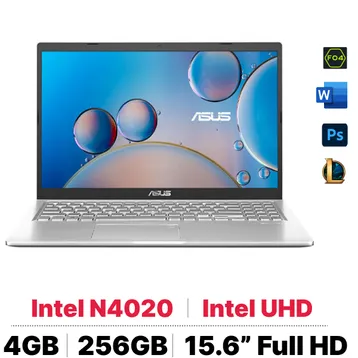 FO4
W
ASUS
Ps
L
ASUS
Intel N4020 | Intel UHD
4GB | 256GB | 15.6” Full HD